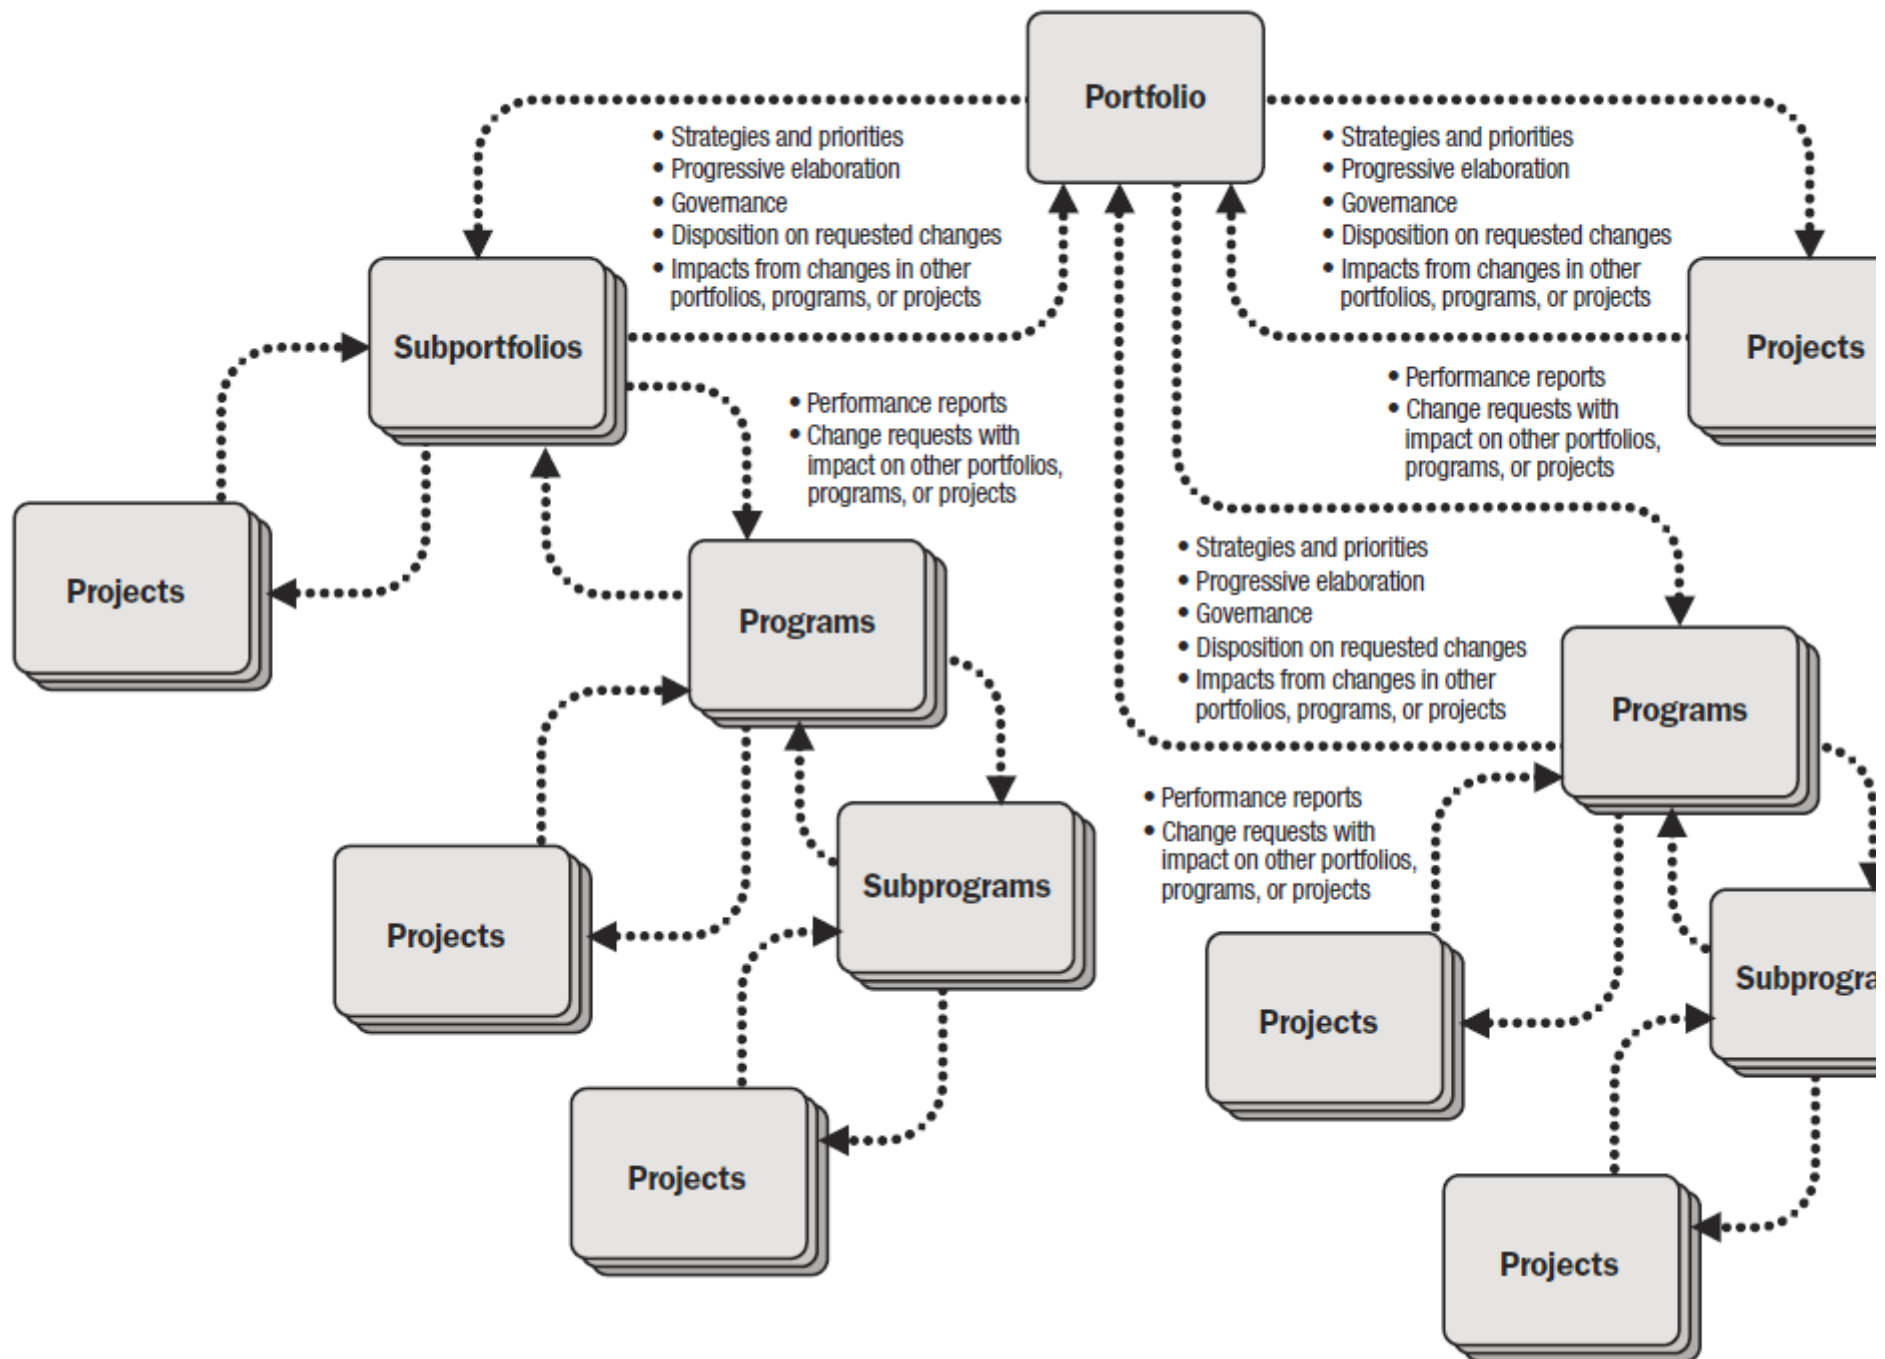 Portfolio
• Strategies and priorities
• Progressive elaboration
• Governance
• Disposition on requested changes
• Impacts from changes in other
portfolios, programs, or projects
• Strategies and priorities
• Progressive elaboration
• Governance
• Disposition on requested changes
• Impacts from changes in other
portfolios, programs, or projects
Subportfolios
Projects
• Performance reports
• Change requests with
impact on other portfolios,
programs, or projects
• Performance reports
• Change requests with
impact on other portfolios,
programs, or projects
Projects
Programs
• Strategies and priorities
• Progressive elaboration
• Governance
• Disposition on requested changes
• Impacts from changes in other
portfolios, programs, or projects
Programs
• Performance reports
• Change requests with
impact on other portfolios,
programs, or projects
Projects
Subprograms
Projects
Subprogra
Projects
Projects